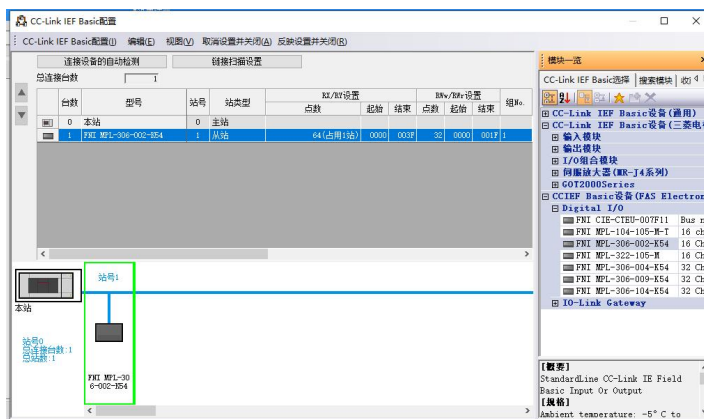 CC-Link IEF Basic配置
CC-Link IEF Basic配置(I) 编辑(E) 视图(V) 取消设置并关闭(A) 反映设置并关闭(R)
连接设备的自动检测 链接扫描设置
总连接台数 1
台数 型号 站号 站类型 RX/RY设置 RWw/RWr设置 组No.
点数 起始 结束 点数 起始 结束
0 本站 0 主站
1 FNI MPL-306-002-K54 1 从站 64(占用1站) 0000 003F 32 0000 001F 1
站号1
本站
站号0
总连接台数:1
总站数:1
FNI MPL-30
6-002-K54
模块一览
CC-Link IEF Basic选择 搜索模块
CC-Link IEF Basic设备(通用)
CC-Link IEF Basic设备(三菱电
输入模块
输出模块
I/O组合模块
伺服放大器(MR-J4系列)
GOT2000Series
CCIEF Basic设备(FAS Electron
Digital I/O
FNI CIE-CTEU-007F11 Bus n
FNI MPL-104-105-M-T 16 ch
FNI MPL-306-002-K54 16 Ch
FNI MPL-322-105-M 16 Ch
FNI MPL-306-004-K54 32 Ch
FNI MPL-306-009-K54 32 Ch
FNI MPL-306-104-K54 32 Ch
IO-Link Gateway
[概要]
StandardLine CC-Link IE Field
Basic Input Or Output
[规格]
Ambient temperature: -5° C to